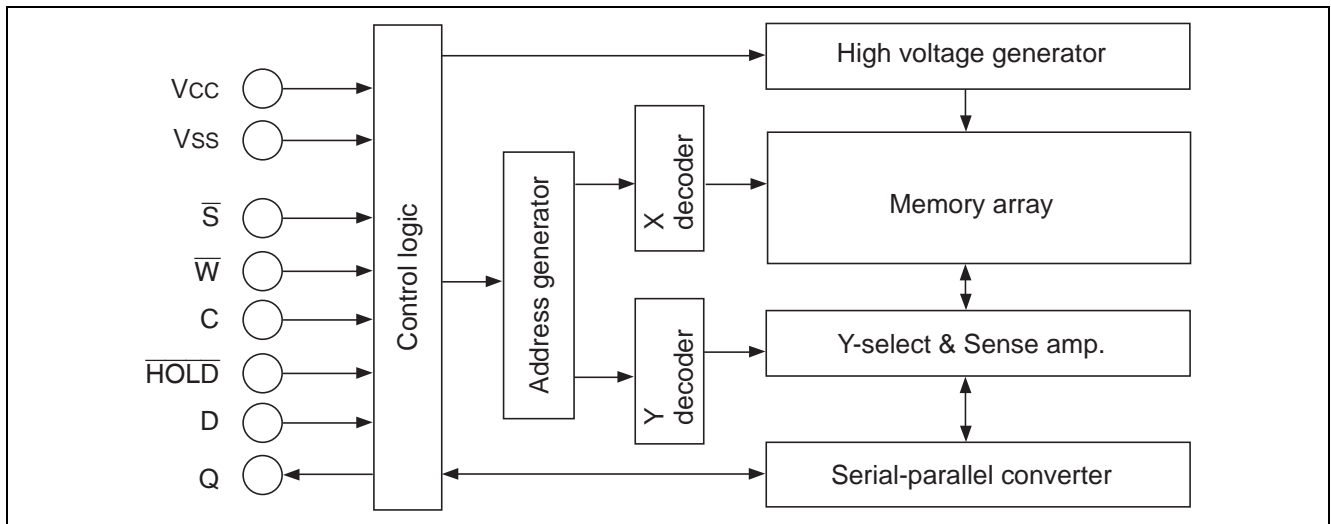 VCC
VSS
S̅
W̅
C
H̅O̅L̅D̅
D
Q
Control logic
Address generator
X
decoder
Y
decoder
High voltage generator
Memory array
Y-select & Sense amp.
Serial-parallel converter